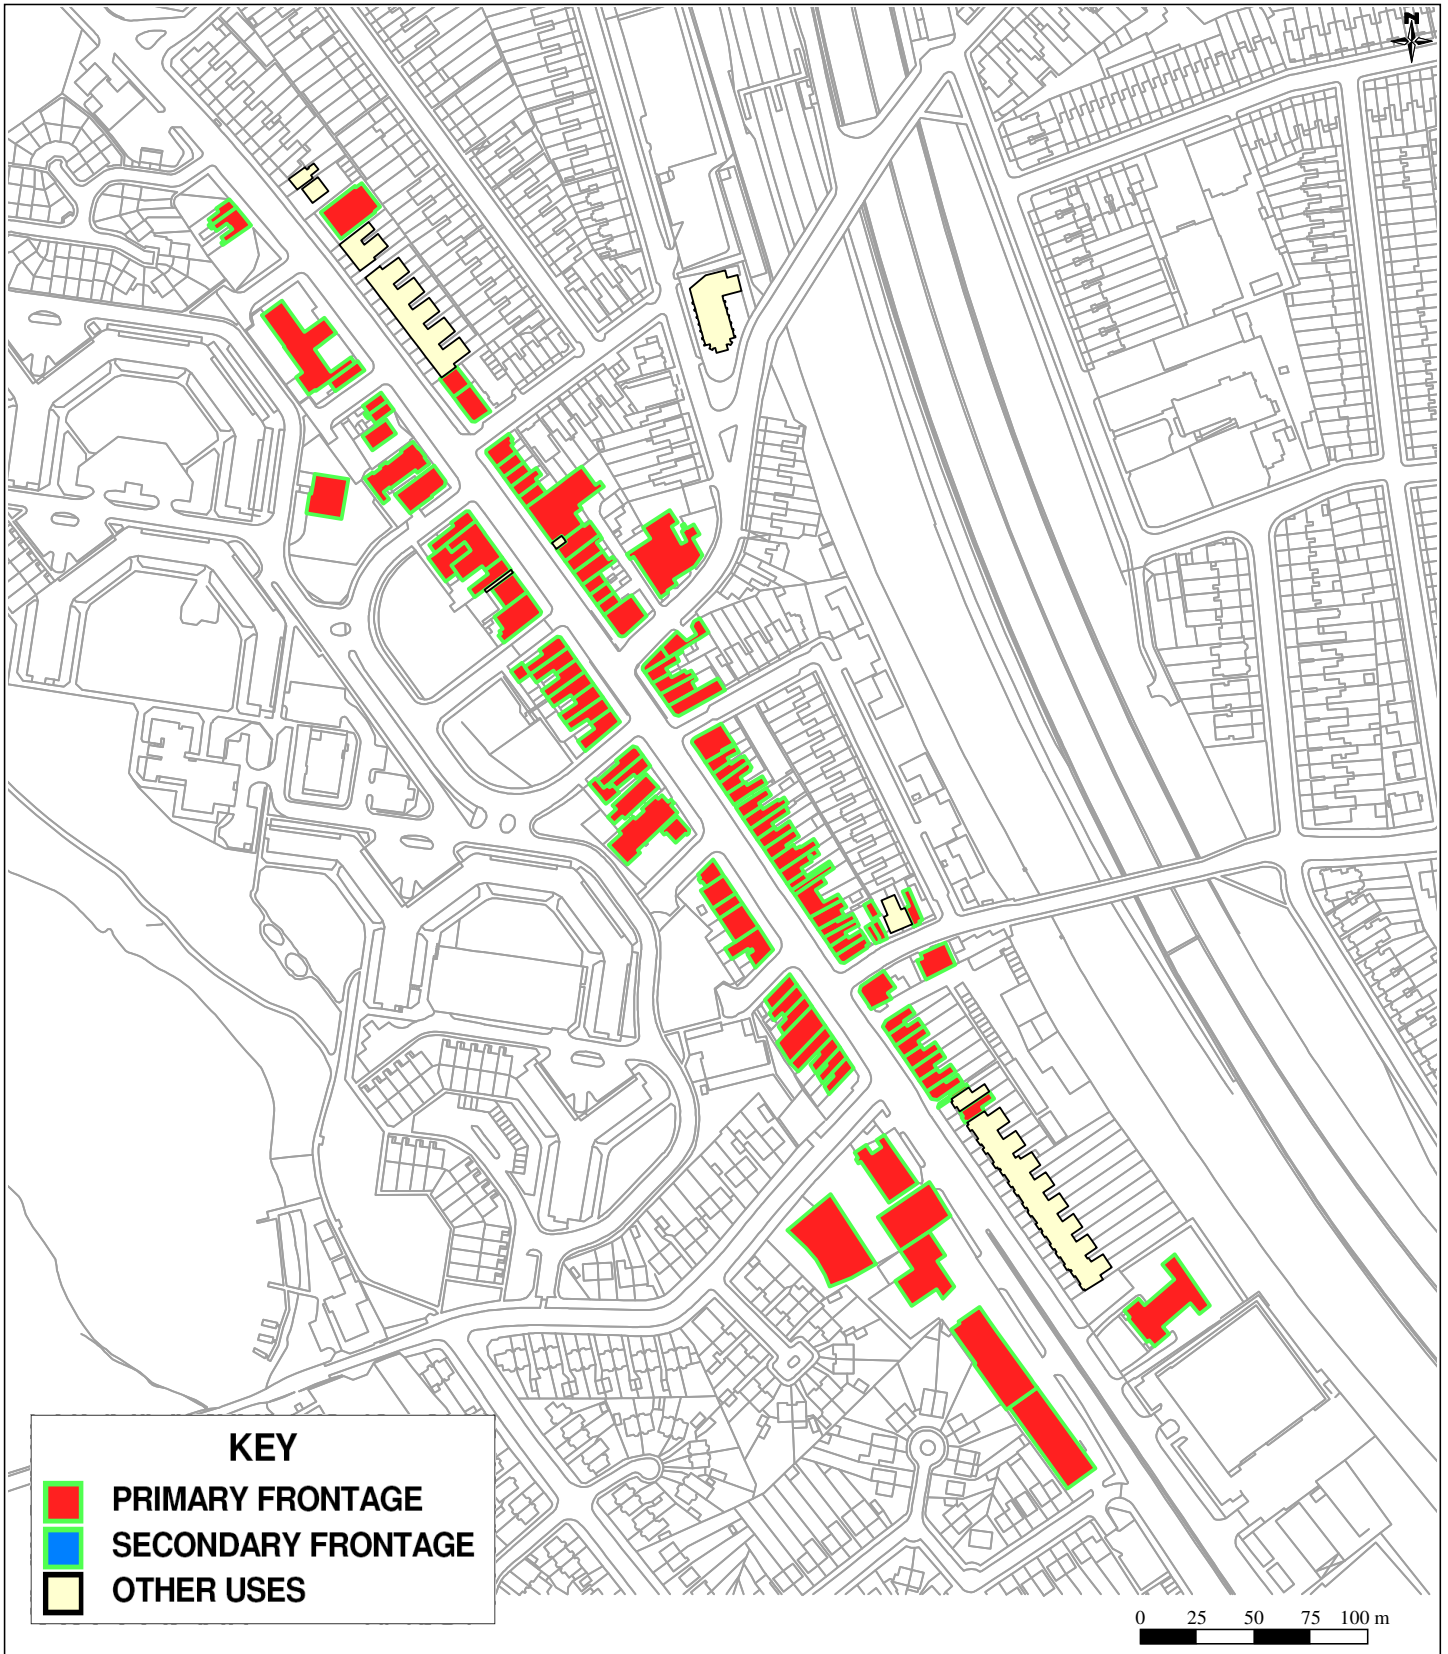 N
KEY
PRIMARY FRONTAGE
SECONDARY FRONTAGE
OTHER USES
0 25 50 75 100 m